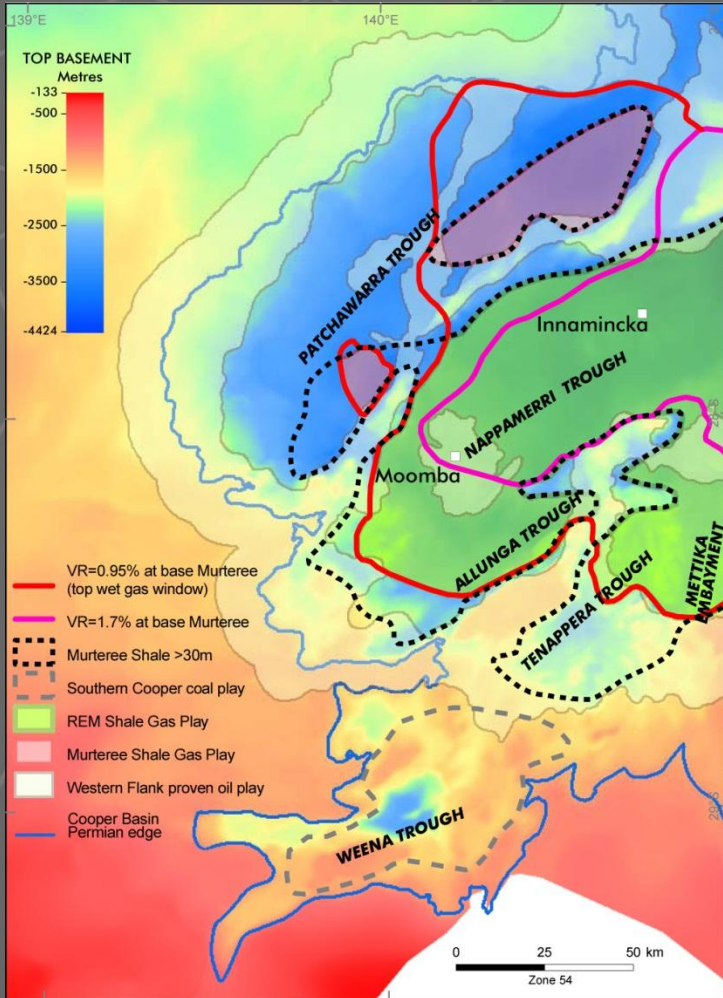 139°E
140°E
TOP BASEMENT
Metres
-133
-500
-1500
-2500
-3500
-4424
PATCHAWARRA TROUGH
Innamincka
NAPPAMERRI TROUGH
Moomba
ALLUNGA TROUGH
TENAPPERA TROUGH
METTIKA
EMBAYMENT
WEENA TROUGH
VR=0.95% at base Murteree
(top wet gas window)
VR=1.7% at base Murteree
Murteree Shale >30m
Southern Cooper coal play
REM Shale Gas Play
Murteree Shale Gas Play
Western Flank proven oil play
Cooper Basin
Permian edge
0 25 50 km
Zone 54